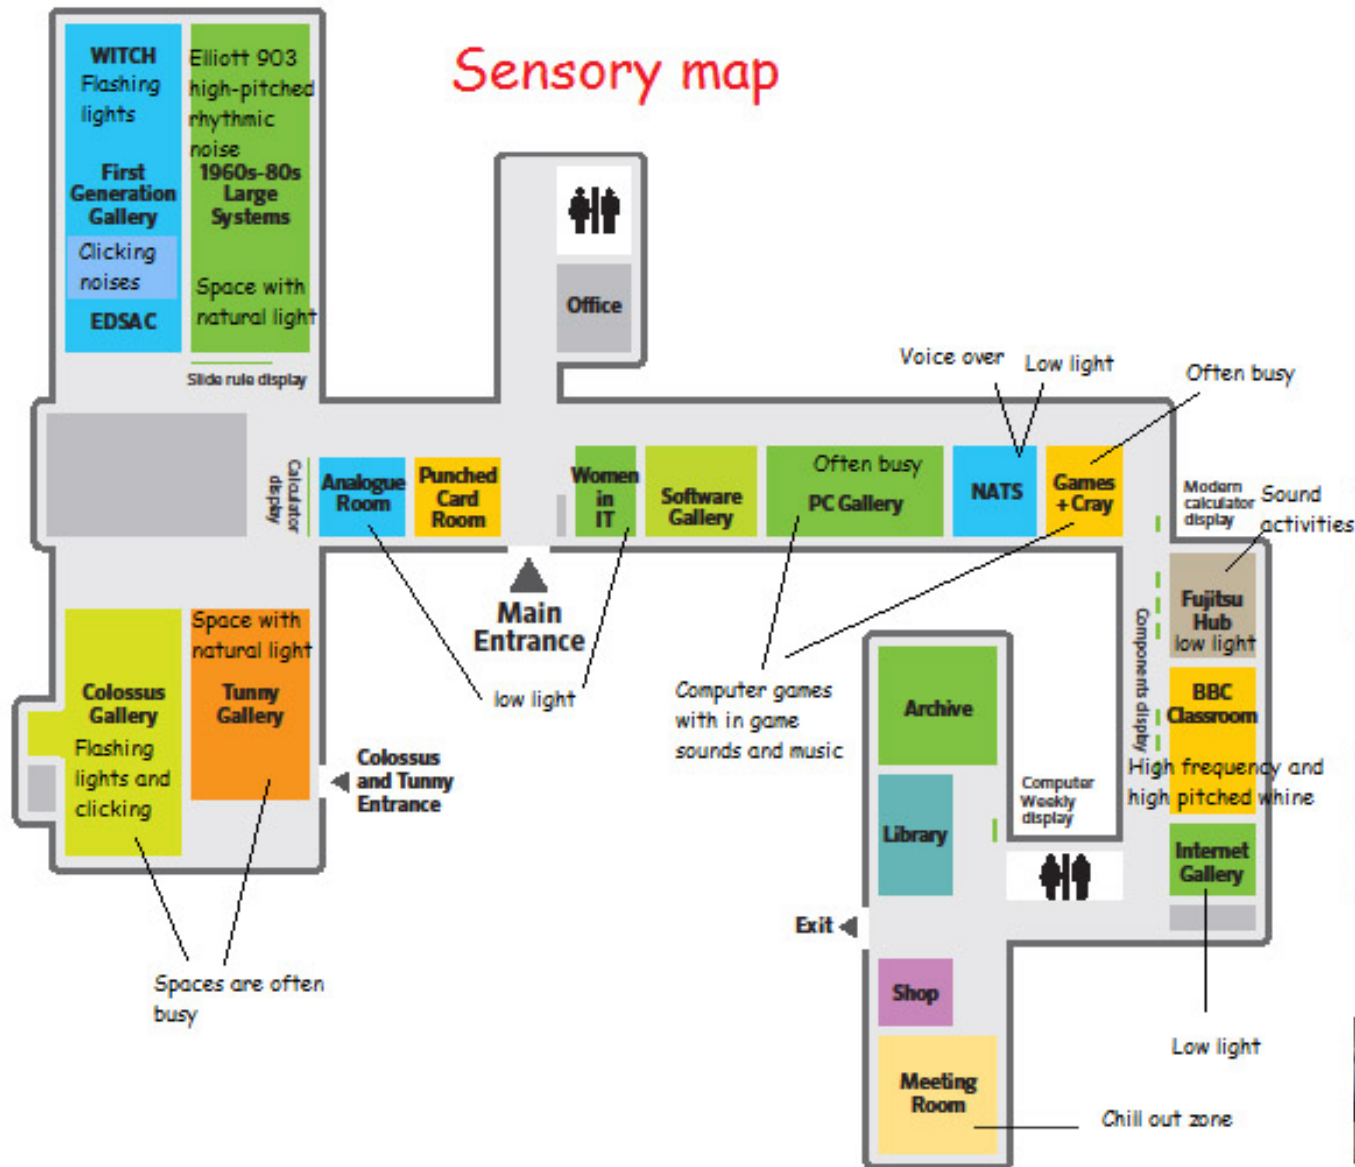 Sensory map
WITCH
Flashing
lights
First
Generation
Gallery
Clicking
noises
EDSAC
Elliott 903
high-pitched
rhythmic
noise
1960s-80s
Large
Systems
Space with
natural light
Slide rule display
Office
Calculator
display
Analogue
Room
Punched
Card
Room
Women
in
IT
Software
Gallery
Often busy
PC Gallery
Voice over
Low light
NATS
Often busy
Games
+ Cray
Modern
calculator
display
Sound
activities
Fujitsu
Hub
low light
Components display
BBC
Classroom
High frequency and
high pitched whine
Internet
Gallery
Low light
Main
Entrance
low light
Computer games
with in game
sounds and music
Space with
natural light
Tunny
Gallery
Colossus
Gallery
Flashing
lights and
clicking
Colossus
and Tunny
Entrance
Spaces are often
busy
Archive
Library
Computer
Weekly
display
Exit
Shop
Meeting
Room
Chill out zone